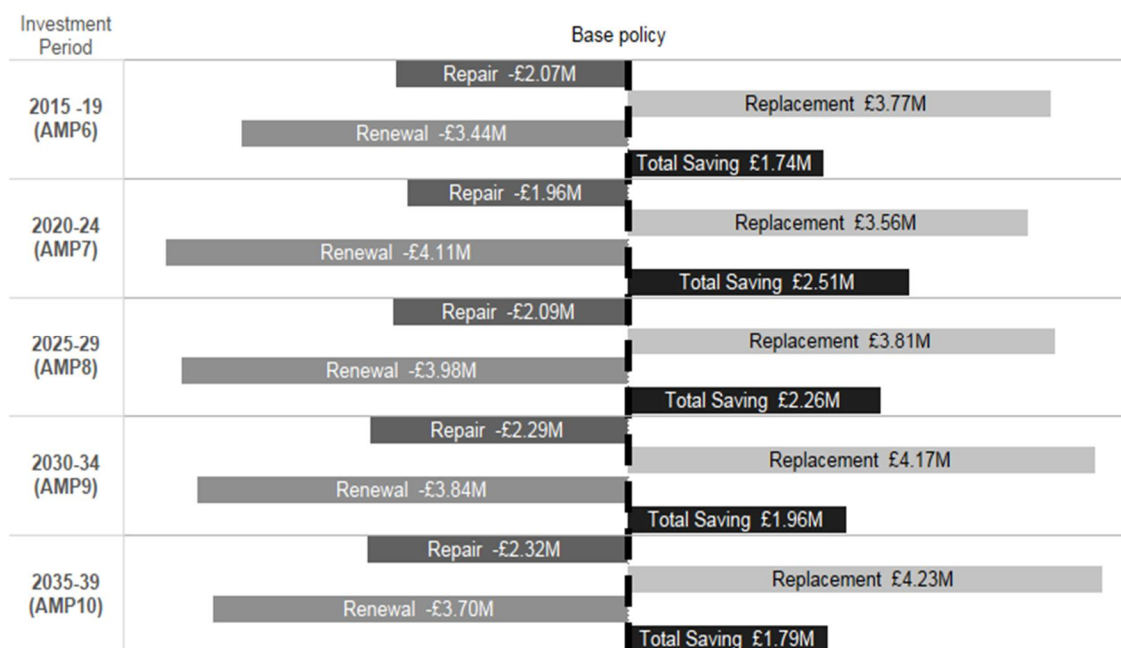 Investment
Period
Base policy
2015 -19
(AMP6)
Repair -£2.07M
Replacement £3.77M
Renewal -£3.44M
Total Saving £1.74M
2020-24
(AMP7)
Repair -£1.96M
Replacement £3.56M
Renewal -£4.11M
Total Saving £2.51M
2025-29
(AMP8)
Repair -£2.09M
Replacement £3.81M
Renewal -£3.98M
Total Saving £2.26M
2030-34
(AMP9)
Repair -£2.29M
Replacement £4.17M
Renewal -£3.84M
Total Saving £1.96M
2035-39
(AMP10)
Repair -£2.32M
Replacement £4.23M
Renewal -£3.70M
Total Saving £1.79M